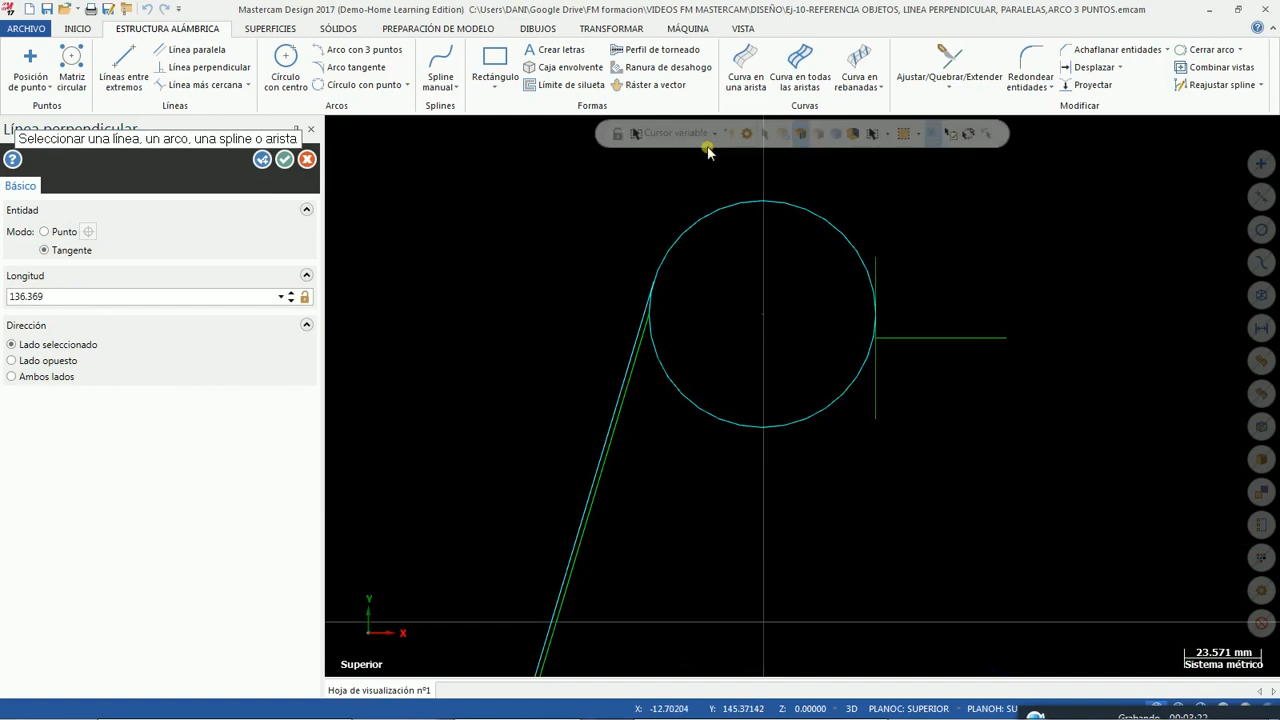 Mastercam Design 2017 (Demo-Home Learning Edition) C:\Users\DANI\Google Drive\FM formacion\VIDEOS FM MASTERCAM\DISEÑO\Ej-10-REFERENCIA OBJETOS, LINEA PERPENDICULAR, PARALELAS,ARCO 3 PUNTOS.emcam
ARCHIVO INICIO ESTRUCTURA ALÁMBRICA SUPERFICIES SÓLIDOS PREPARACIÓN DE MODELO DIBUJOS TRANSFORMAR MÁQUINA VISTA
Línea paralela Arco con 3 puntos Crear letras Perfil de torneado Achaflanar entidades Cerrar arco
Línea perpendicular Arco tangente Caja envolvente Ranura de desahogo Desplazar Combinar vistas
Posición de punto Matriz circular Líneas entre extremos Línea más cercana Círculo con centro Círculo con punto Spline manual Rectángulo Límite de silueta Ráster a vector Curva en una arista Curva en todas las aristas Curva en rebanadas Ajustar/Quebrar/Extender Redondear entidades Proyectar Reajustar spline
Puntos Líneas Arcos Splines Formas Curvas Modificar
Línea perpendicular
Seleccionar una línea, un arco, una spline o arista
Cursor variable
Básico
Entidad
Modo: Punto
Tangente
Longitud
136.369
Dirección
Lado seleccionado
Lado opuesto
Ambos lados
Y
X
Superior
23.571 mm
Sistema métrico
Hoja de visualización nº1
X: -12.70204 Y: 145.37142 Z: 0.00000 3D PLANOC: SUPERIOR PLANOH: SU
Grabando 00:03:22